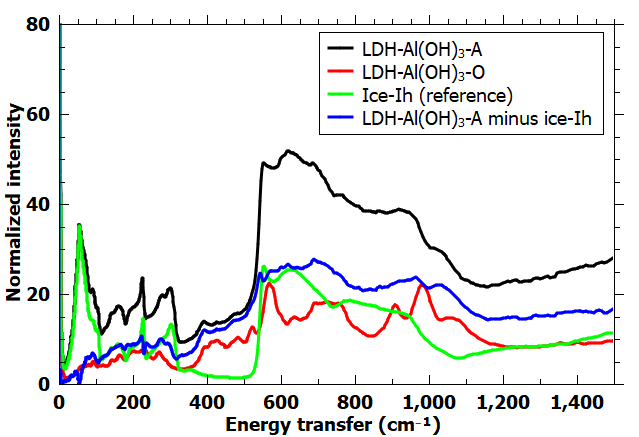 80
60
40
20
0
Normalized intensity
LDH-Al(OH)₃-A
LDH-Al(OH)₃-O
Ice-Ih (reference)
LDH-Al(OH)₃-A minus ice-Ih
0 200 400 600 800 1,000 1,200 1,400
Energy transfer (cm⁻¹)